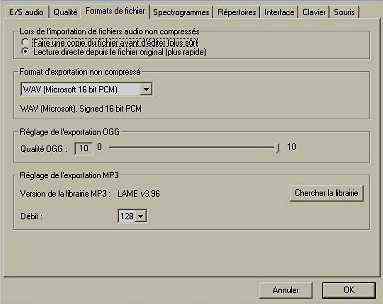 E/S audio Qualité Formats de fichier Spectrogrammes Répertoires Interface Clavier Souris
Lors de l'importation de fichiers audio non compressés
Faire une copie du fichier avant d'éditer (plus sûr)
Lecture directe depuis le fichier original (plus rapide)
Format d'exportation non compressé
WAV (Microsoft 16 bit PCM)
WAV (Microsoft), Signed 16 bit PCM
Réglage de l'exportation OGG
Qualité OGG : 10 0 10
Réglage de l'exportation MP3
Version de la librairie MP3 : LAME v3.96 Chercher la librairie
Débit : 128
Annuler OK